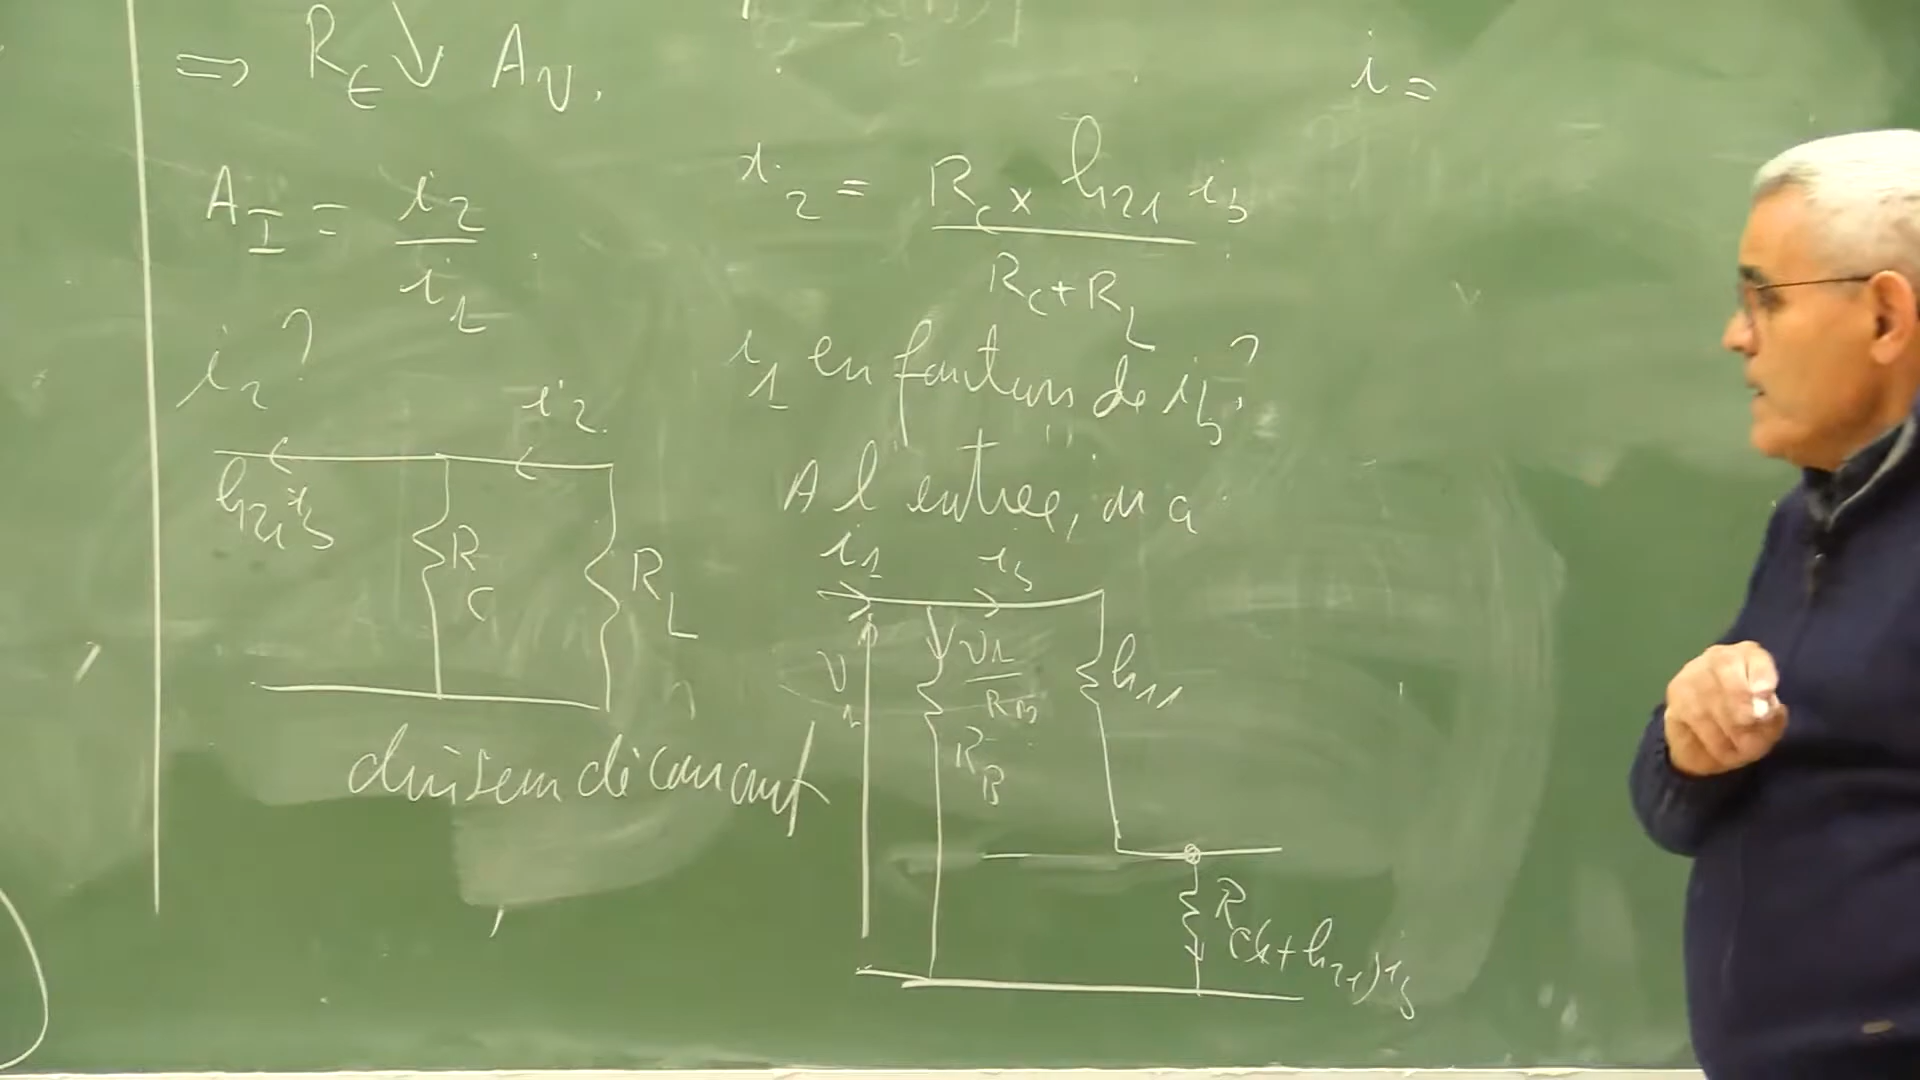 ⇒ R_E ↓ A_V.
A_I = i_2 / i_1
i_2 ?
i_2
h_21 i_b
R_C
R_L
diviseur de courant
i_2 = R_C × h_21 i_b / R_C + R_L
i_1 en fonction de i_b ?
A l'entrée, on a
i_1 i_b
v_1
v_1 / R_B
h_11
R_B
R_E
(1 + h_21) i_b
i =